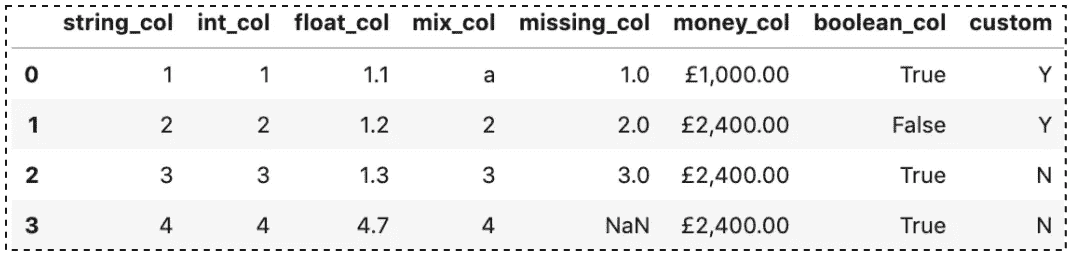 string_col int_col float_col mix_col missing_col money_col boolean_col custom
0 1 1 1.1 a 1.0 £1,000.00 True Y
1 2 2 1.2 2 2.0 £2,400.00 False Y
2 3 3 1.3 3 3.0 £2,400.00 True N
3 4 4 4.7 4 NaN £2,400.00 True N